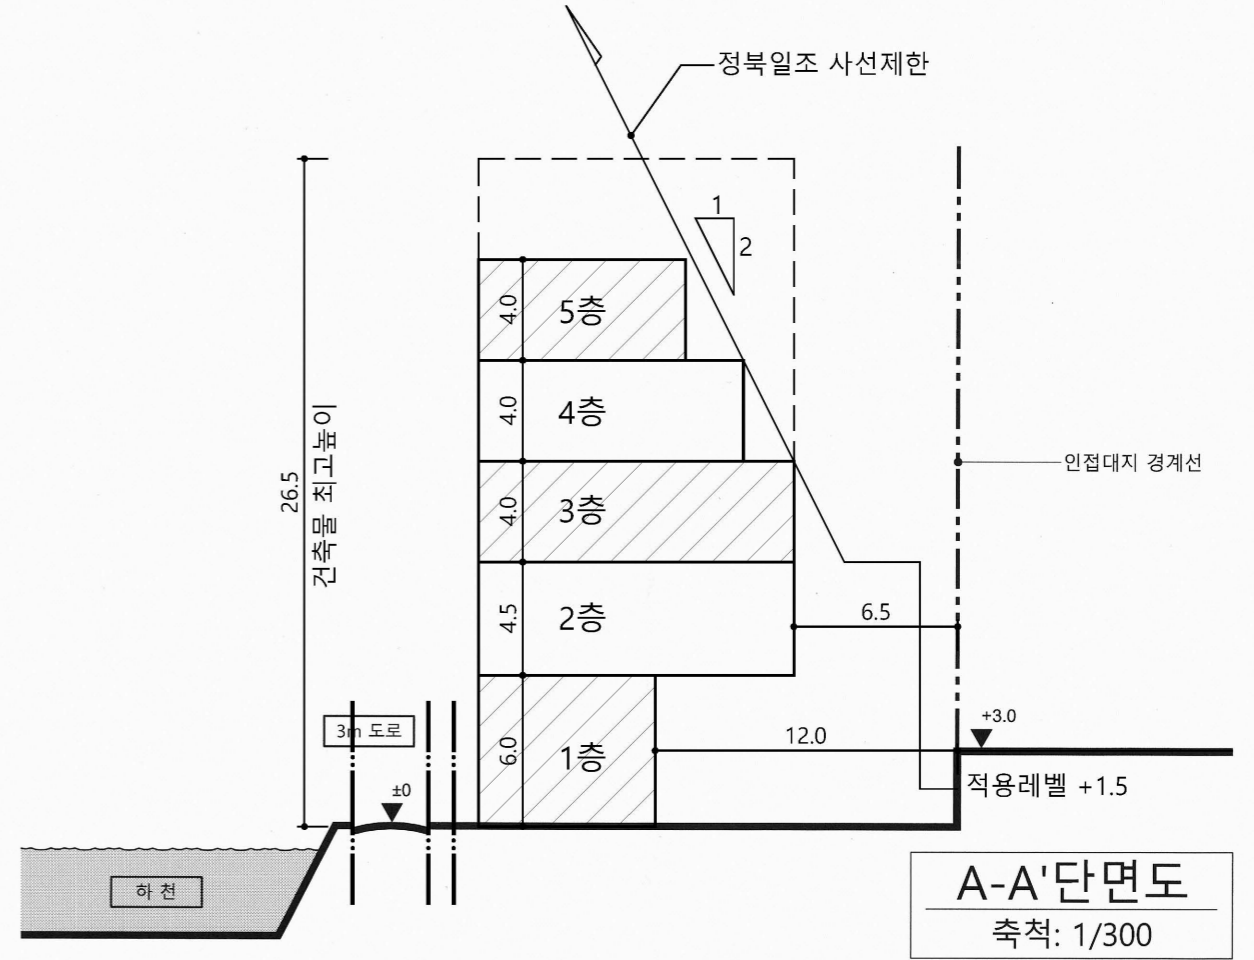 정북일조 사선제한
1
2
4.0
5층
4.0
4층
인접대지 경계선
26.5
건축물 최고높이
4.0
3층
4.5
2층
6.5
3m 도로
+3.0
6.0
1층
12.0
±0
적용레벨 +1.5
하 천
A-A'단면도
축척: 1/300